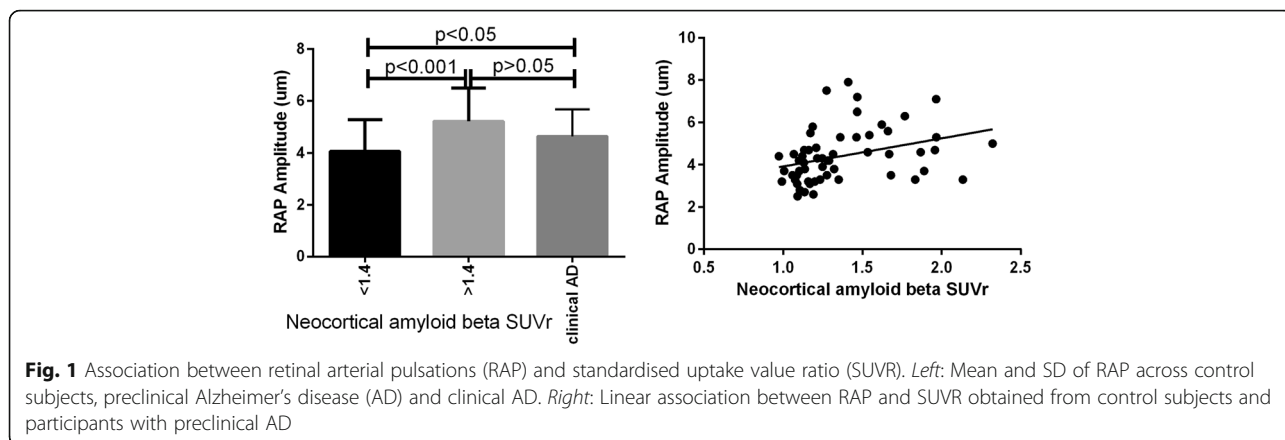 p<0.05
p<0.001
p>0.05
RAP Amplitude (um)
8
6
4
2
0
<1.4
>1.4
clinical AD
Neocortical amyloid beta SUVr
RAP Amplitude (um)
10
8
6
4
2
0
0.5
1.0
1.5
2.0
2.5
Neocortical amyloid beta SUVr
Fig. 1 Association between retinal arterial pulsations (RAP) and standardised uptake value ratio (SUVR). Left: Mean and SD of RAP across control
subjects, preclinical Alzheimer's disease (AD) and clinical AD. Right: Linear association between RAP and SUVR obtained from control subjects and
participants with preclinical AD